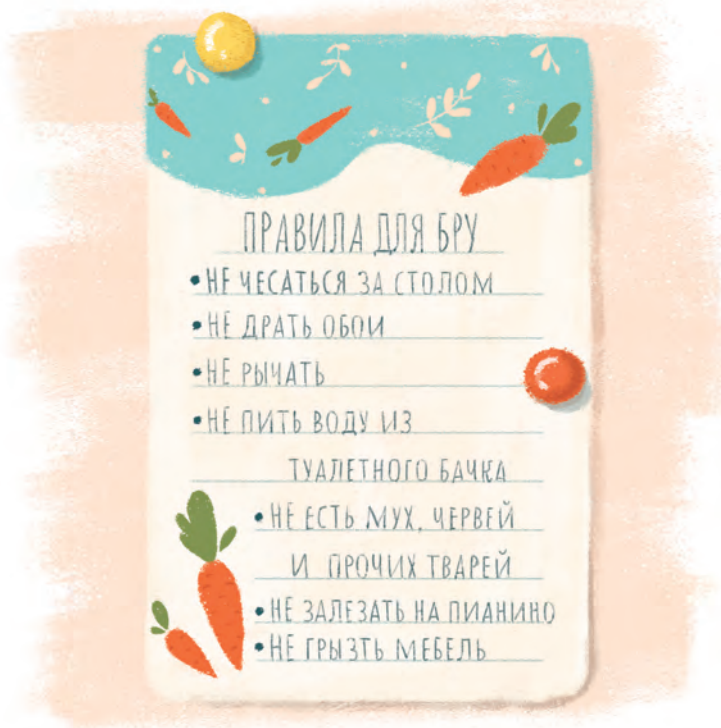 ПРАВИЛА ДЛЯ БРУ
•НЕ ЧЕСАТЬСЯ ЗА СТОЛОМ
•НЕ ДРАТЬ ОБОИ
•НЕ РЫЧАТЬ
•НЕ ПИТЬ ВОДУ ИЗ
ТУАЛЕТНОГО БАЧКА
•НЕ ЕСТЬ МУХ, ЧЕРВЕЙ
И ПРОЧИХ ТВАРЕЙ
•НЕ ЗАЛЕЗАТЬ НА ПИАНИНО
•НЕ ГРЫЗТЬ МЕБЕЛЬ